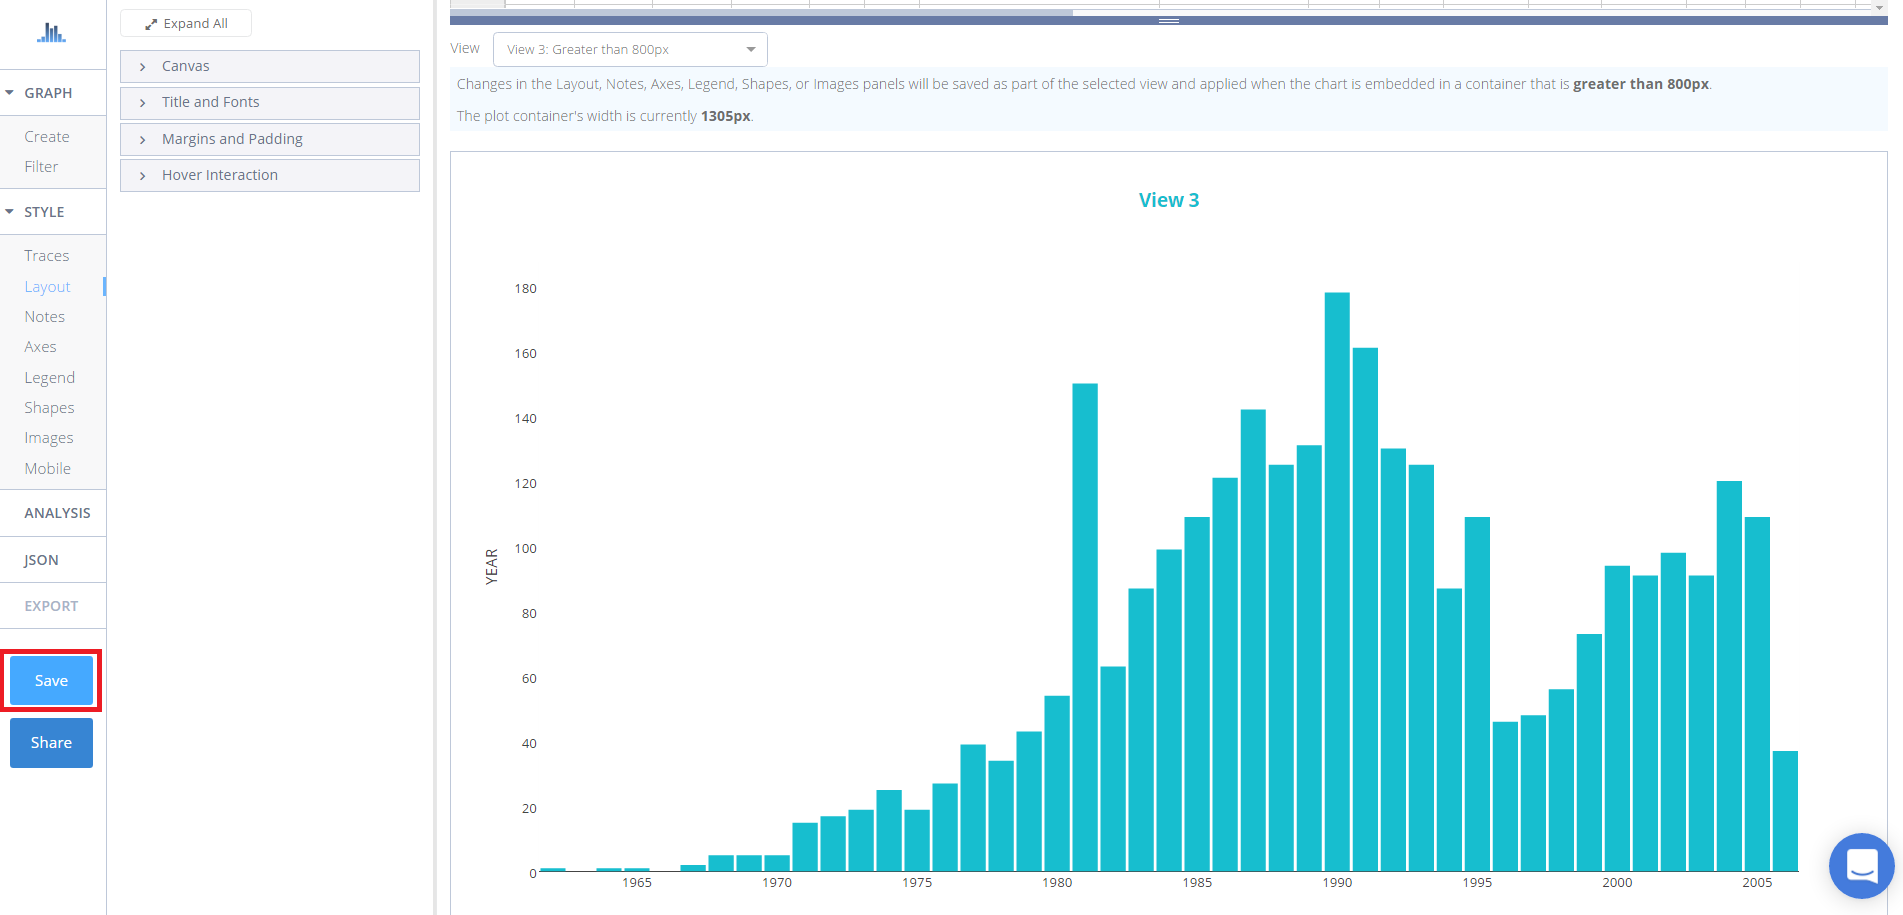 Expand All
Canvas
Title and Fonts
Margins and Padding
Hover Interaction
GRAPH
Create
Filter
STYLE
Traces
Layout
Notes
Axes
Legend
Shapes
Images
Mobile
ANALYSIS
JSON
EXPORT
Save
Share
View View 3: Greater than 800px
Changes in the Layout, Notes, Axes, Legend, Shapes, or Images panels will be saved as part of the selected view and applied when the chart is embedded in a container that is greater than 800px.
The plot container's width is currently 1305px.
View 3
180
160
140
120
100
80
60
40
20
0
YEAR
1965 1970 1975 1980 1985 1990 1995 2000 2005